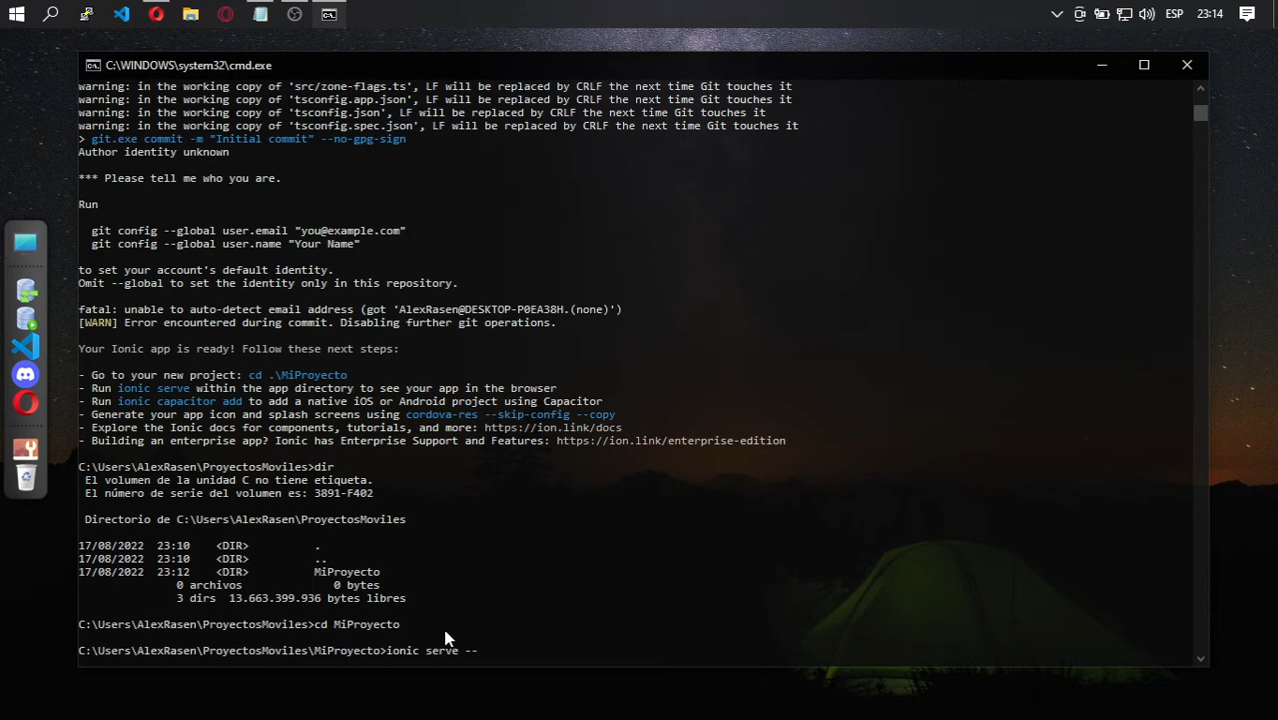 ESP
23:14
C:\WINDOWS\system32\cmd.exe
warning: in the working copy of 'src/zone-flags.ts', LF will be replaced by CRLF the next time Git touches it
warning: in the working copy of 'tsconfig.app.json', LF will be replaced by CRLF the next time Git touches it
warning: in the working copy of 'tsconfig.json', LF will be replaced by CRLF the next time Git touches it
warning: in the working copy of 'tsconfig.spec.json', LF will be replaced by CRLF the next time Git touches it
> git.exe commit -m "Initial commit" --no-gpg-sign
Author identity unknown
*** Please tell me who you are.
Run
git config --global user.email "you@example.com"
git config --global user.name "Your Name"
to set your account's default identity.
Omit --global to set the identity only in this repository.
fatal: unable to auto-detect email address (got 'AlexRasen@DESKTOP-P0EA38H.(none)')
[WARN] Error encountered during commit. Disabling further git operations.
Your Ionic app is ready! Follow these next steps:
- Go to your new project: cd .\MiProyecto
- Run ionic serve within the app directory to see your app in the browser
- Run ionic capacitor add to add a native iOS or Android project using Capacitor
- Generate your app icon and splash screens using cordova-res --skip-config --copy
- Explore the Ionic docs for components, tutorials, and more: https://ion.link/docs
- Building an enterprise app? Ionic has Enterprise Support and Features: https://ion.link/enterprise-edition
C:\Users\AlexRasen\ProyectosMoviles>dir
El volumen de la unidad C no tiene etiqueta.
El número de serie del volumen es: 3891-F402
Directorio de C:\Users\AlexRasen\ProyectosMoviles
17/08/2022  23:10    <DIR>          .
17/08/2022  23:10    <DIR>          ..
17/08/2022  23:12    <DIR>          MiProyecto
0 archivos              0 bytes
3 dirs  13.663.399.936 bytes libres
C:\Users\AlexRasen\ProyectosMoviles>cd MiProyecto
C:\Users\AlexRasen\ProyectosMoviles\MiProyecto>ionic serve --